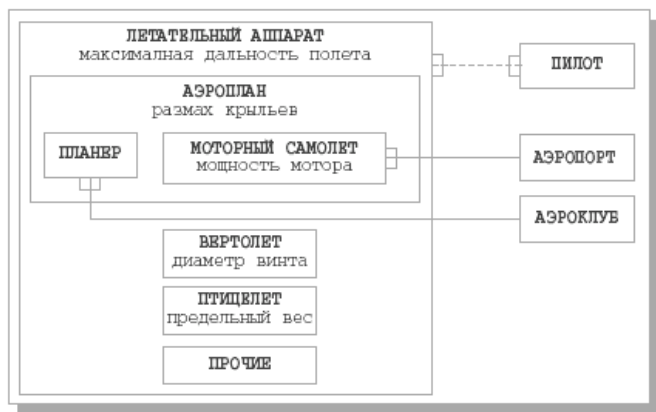 ЛЕТАТЕЛЬНЫЙ АППАРАТ
максималная дальность полета
ПИЛОТ
АЭРОПЛАН
размах крыльев
ПЛАНЕР
МОТОРНЫЙ САМОЛЕТ
мощность мотора
АЭРОПОРТ
АЭРОКЛУБ
ВЕРТОЛЕТ
диаметр винта
ПТИЦЕЛЕТ
предельный вес
ПРОЧИЕ